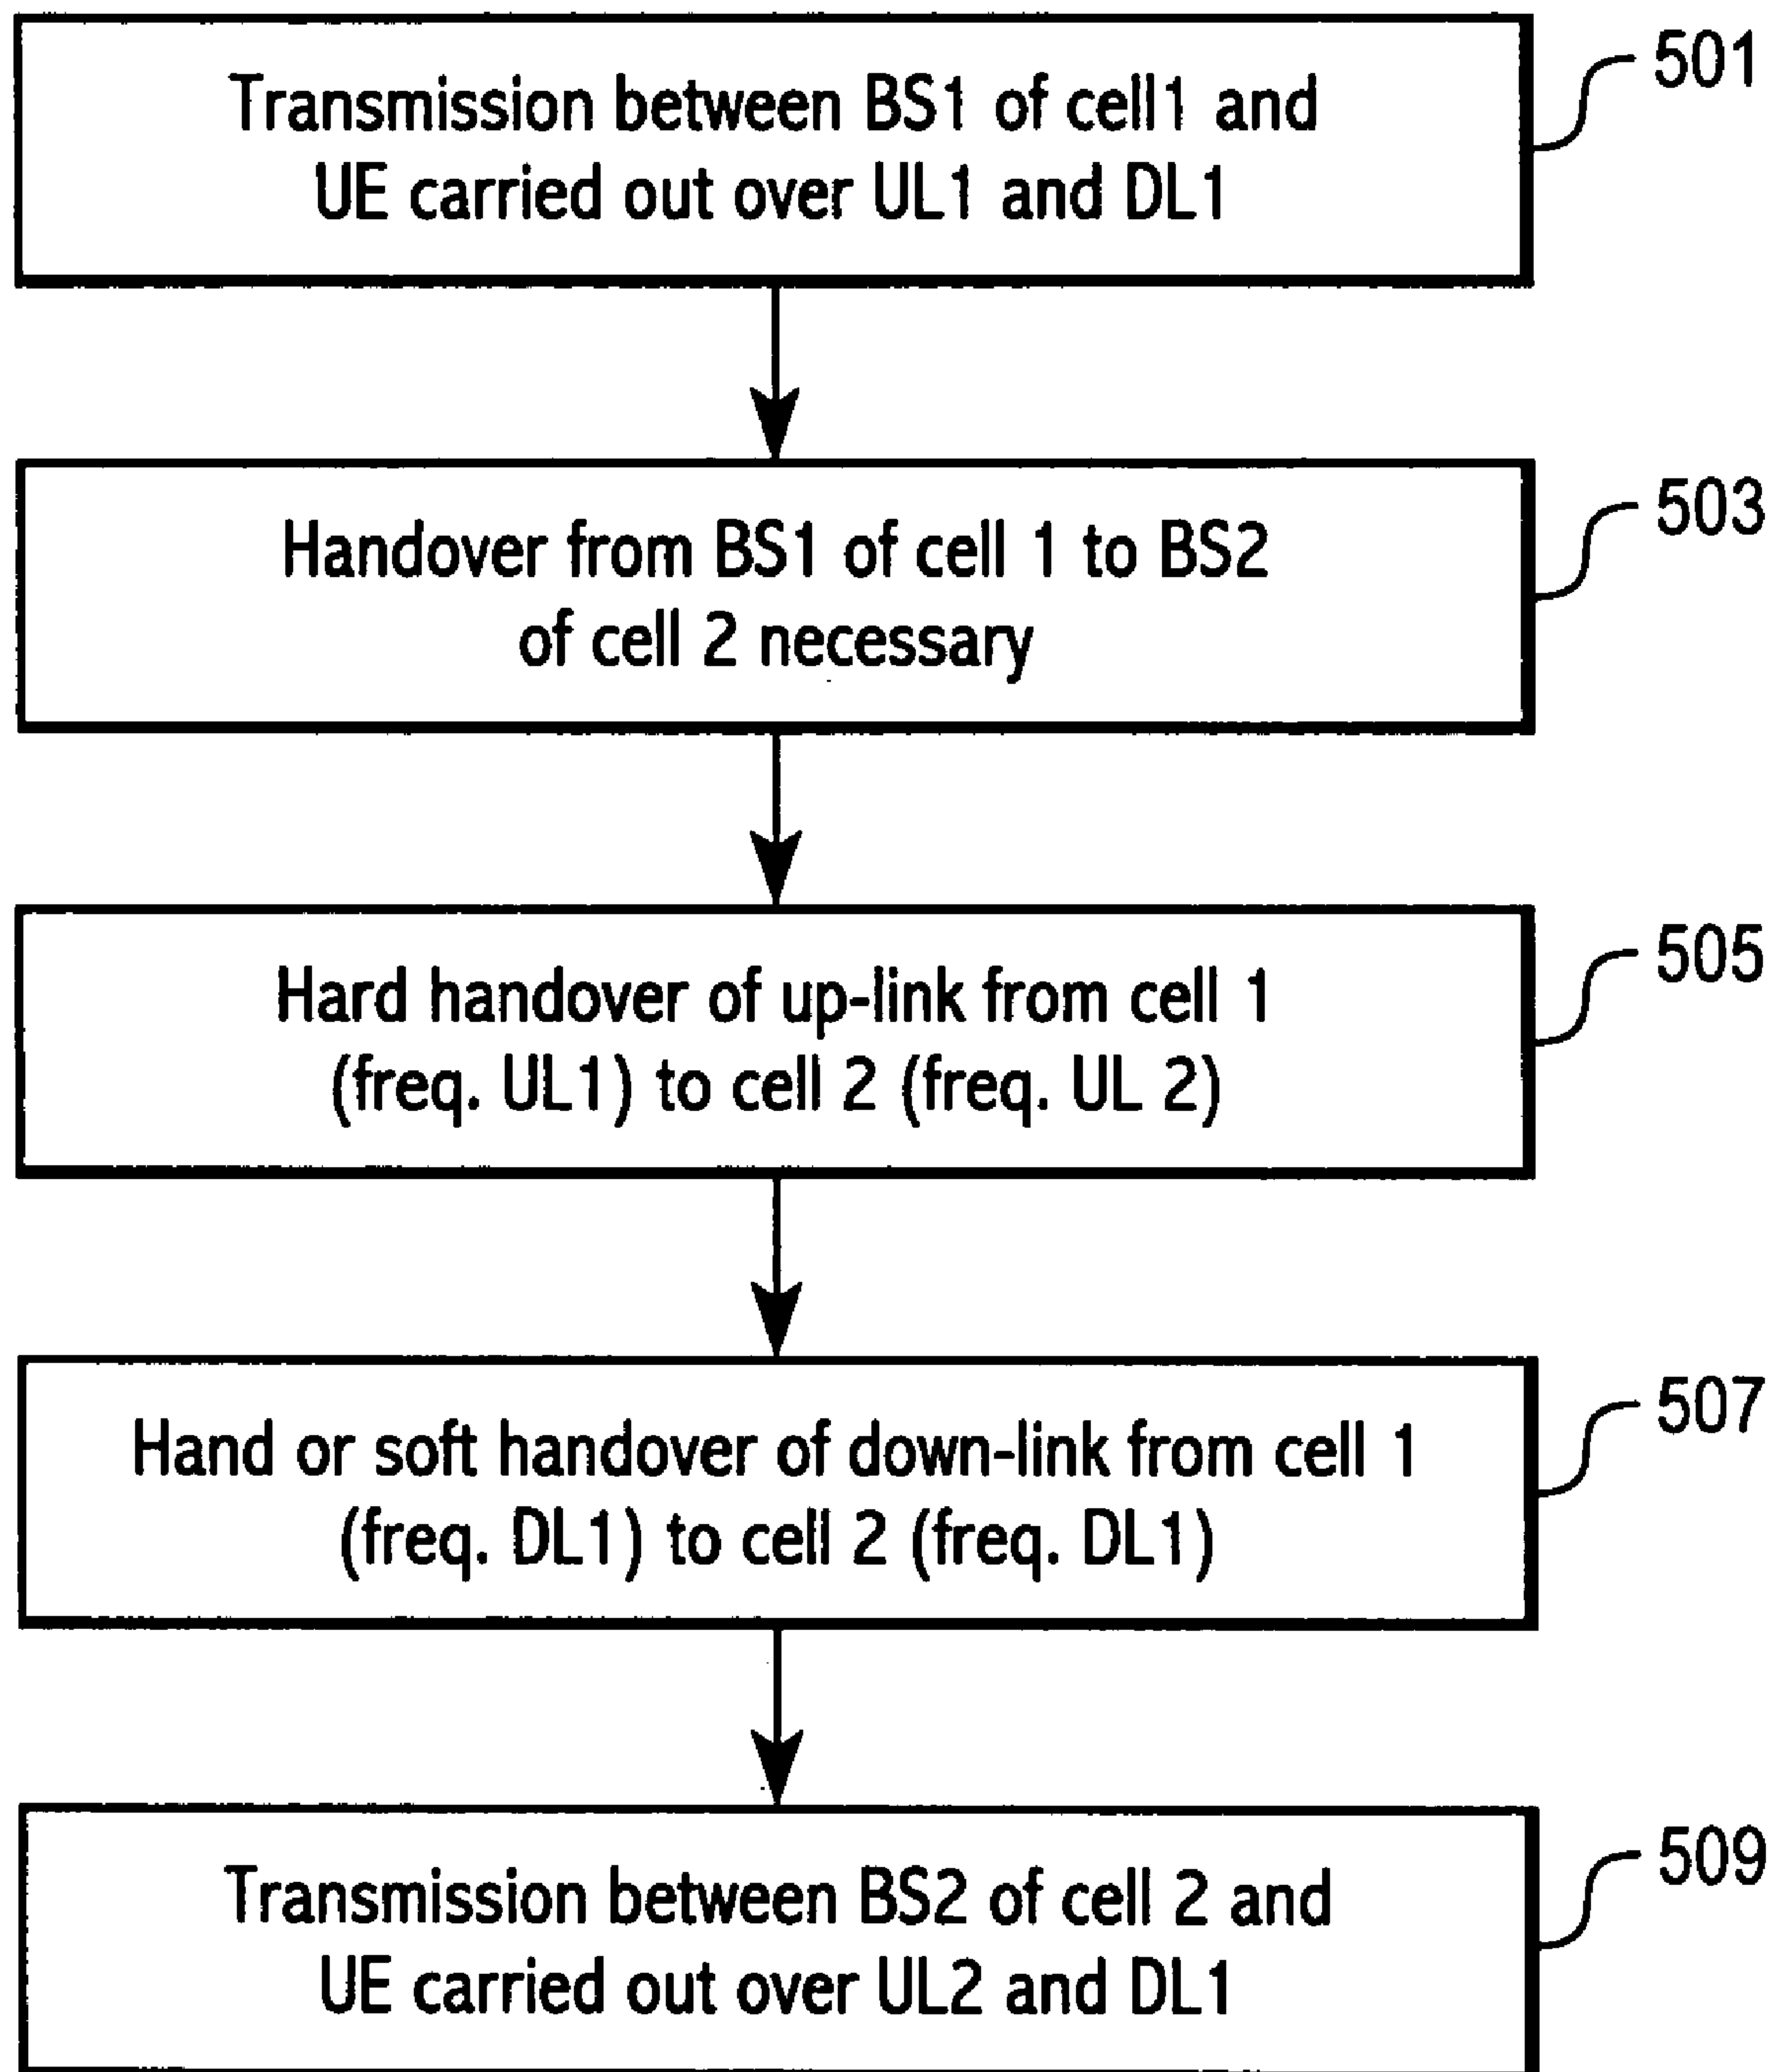 Transmission between BS1 of cell1 and
UE carried out over UL1 and DL1
501
Handover from BS1 of cell 1 to BS2
of cell 2 necessary
503
Hard handover of up-link from cell 1
(freq. UL1) to cell 2 (freq. UL 2)
505
Hand or soft handover of down-link from cell 1
(freq. DL1) to cell 2 (freq. DL1)
507
Transmission between BS2 of cell 2 and
UE carried out over UL2 and DL1
509